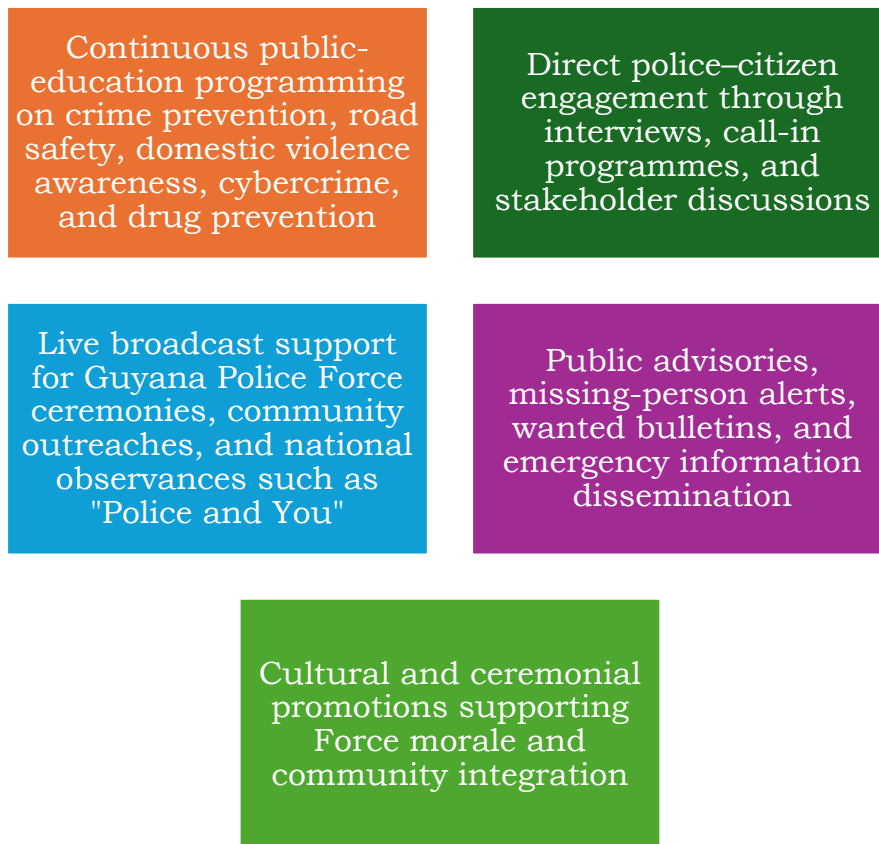 Continuous public-
education programming
on crime prevention, road
safety, domestic violence
awareness, cybercrime,
and drug prevention
Direct police–citizen
engagement through
interviews, call-in
programmes, and
stakeholder discussions
Live broadcast support
for Guyana Police Force
ceremonies, community
outreaches, and national
observances such as
"Police and You"
Public advisories,
missing-person alerts,
wanted bulletins, and
emergency information
dissemination
Cultural and ceremonial
promotions supporting
Force morale and
community integration